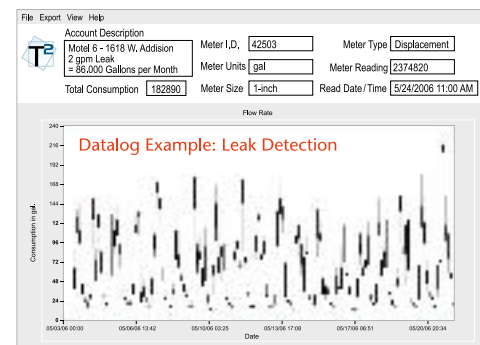 File Export View Help
Account Description
T2
Motel 6 - 1618 W. Addision
2 gpm Leak
= 86.000 Gallons per Month
Total Consumption 182890
Meter I,D, 42503
Meter Units gal
Meter Size 1-inch
Meter Type Displacement
Meter Reading 2374820
Read Date/Time 5/24/2006 11:00 AM
Flow Rate
Datalog Example: Leak Detection
Consumption in gal.
240
216
192
168
144
12
96
72
48
24
0
05/03/06 00:00 05/06/06 13:42 05/10/06 03:25 05/13/06 17:08 05/17/06 06:51 05/20/06 20:34
Date